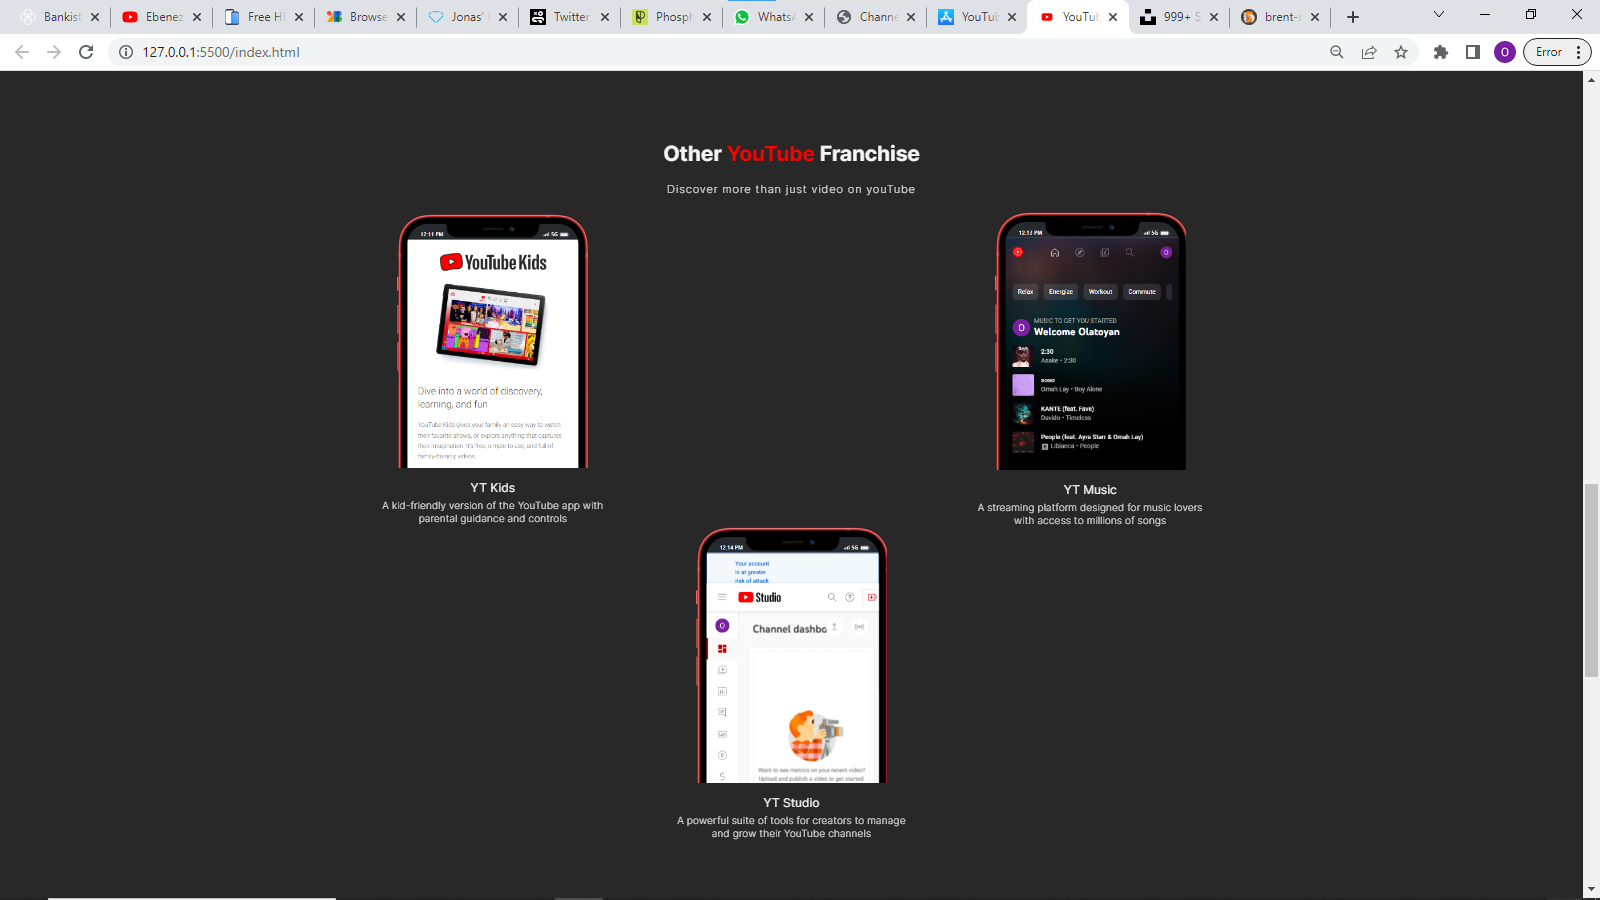 Bankist
Ebenez
Free HI
Browse
Jonas'
Twitter
Phosph
WhatsA
Channe
YouTub
YouTub
999+ S
brent-r
127.0.0.1:5500/index.html
O
Error
Other YouTube Franchise
Discover more than just video on youTube
12:11 PM
5G
YouTube Kids
Dive into a world of discovery,
learning, and fun
YouTube Kids gives your family an easy way to watch
their favorite shows, or explore anything that captures
their imagination. It's free, simple to use, and full of
family-friendly videos.
YT Kids
A kid-friendly version of the YouTube app with
parental guidance and controls
12:13 PM
5G
O
Relax
Energize
Workout
Commute
O
MUSIC TO GET YOU STARTED
Welcome Olatoyan
2:30
Asake • 2:30
soso
Omah Lay • Boy Alone
KANTE (feat. Fave)
Davido • Timeless
People (feat. Ayra Starr & Omah Lay)
E Libianca • People
YT Music
A streaming platform designed for music lovers
with access to millions of songs
12:14 PM
5G
Your account
is at greater
risk of attack
Studio
O
Channel dashbo
Want to see metrics on your recent video?
Upload and publish a video to get started.
YT Studio
A powerful suite of tools for creators to manage
and grow their YouTube channels